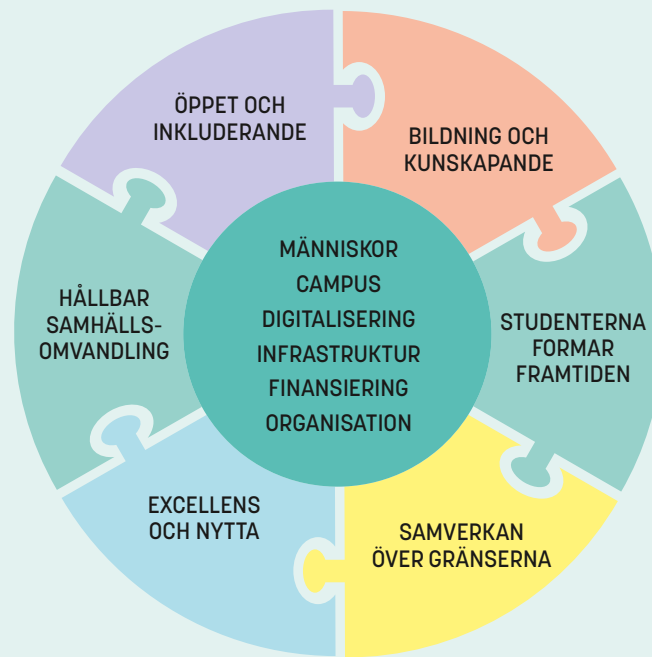 ÖPPET OCH
INKLUDERANDE
BILDNING OCH
KUNSKAPANDE
MÄNNISKOR
CAMPUS
DIGITALISERING
INFRASTRUKTUR
FINANSIERING
ORGANISATION
HÅLLBAR
SAMHÄLLS-
OMVANDLING
STUDENTERNA
FORMAR
FRAMTIDEN
EXCELLENS
OCH NYTTA
SAMVERKAN
ÖVER GRÄNSERNA